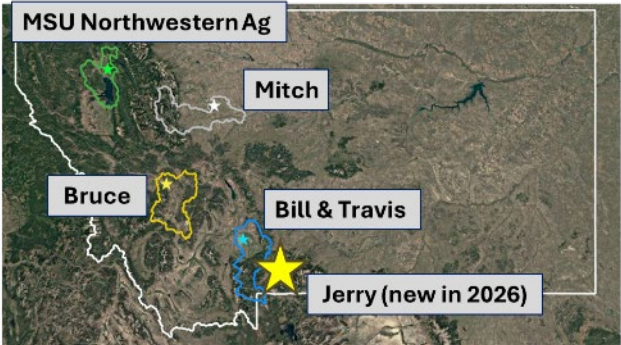 MSU Northwestern Ag
Mitch
Bruce
Bill & Travis
Jerry (new in 2026)